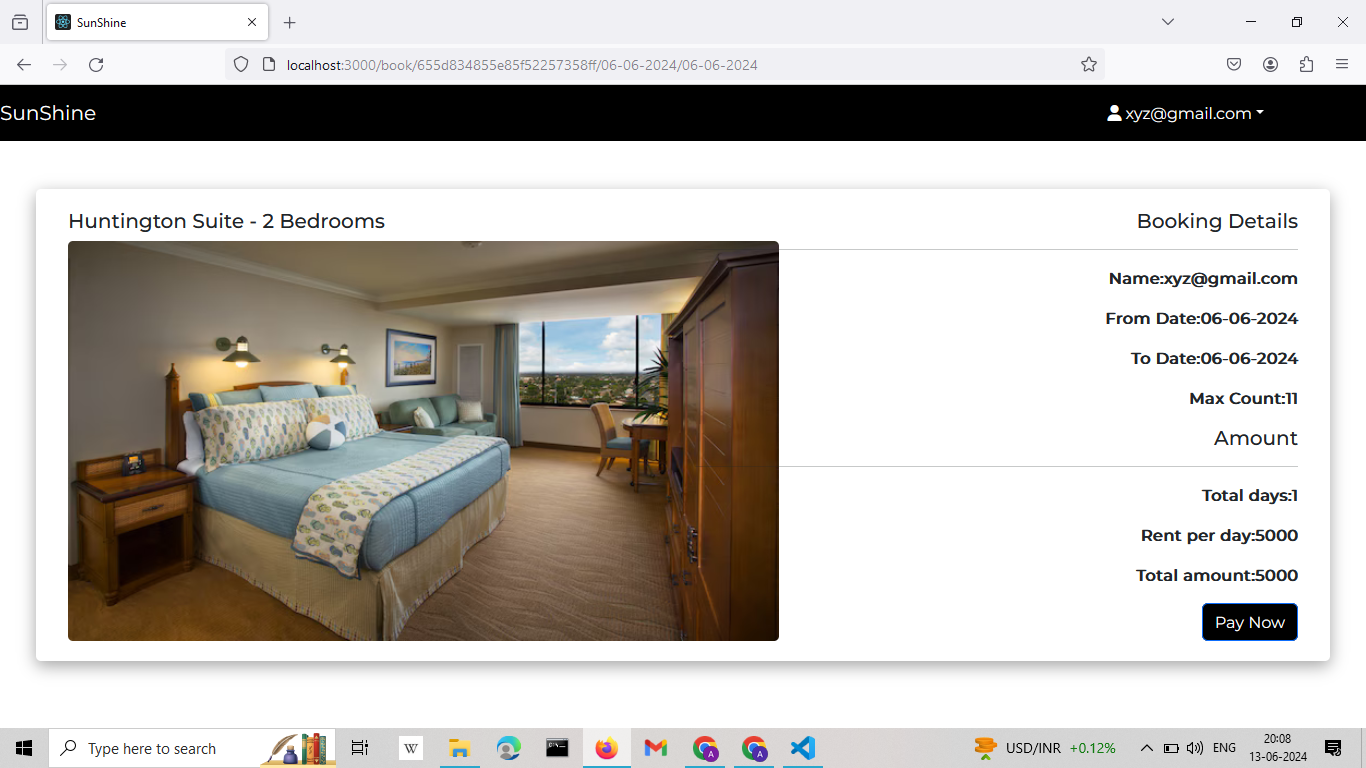 SunShine
localhost:3000/book/655d834855e85f52257358ff/06-06-2024/06-06-2024
SunShine
xyz@gmail.com
Huntington Suite - 2 Bedrooms
Booking Details
Name:xyz@gmail.com
From Date:06-06-2024
To Date:06-06-2024
Max Count:11
Amount
Total days:1
Rent per day:5000
Total amount:5000
Pay Now
Type here to search
W
USD/INR +0.12%
ENG
20:08
13-06-2024